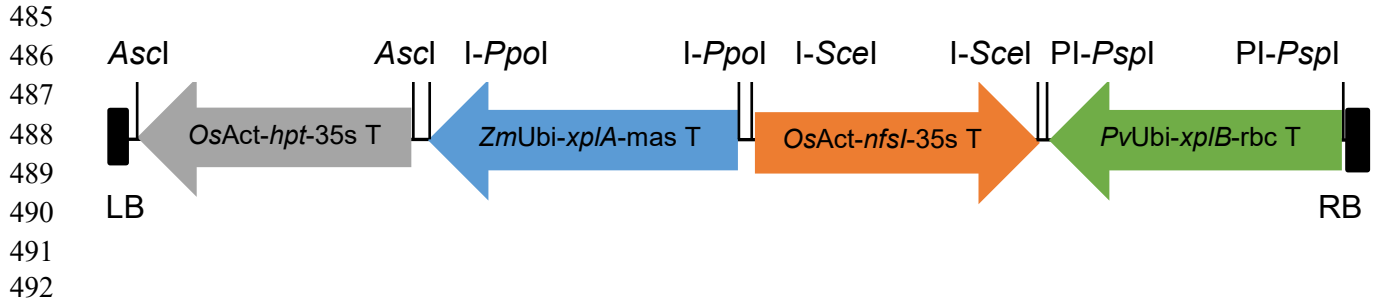 485
486 AscI AscI I-PpoI I-PpoI I-SceI I-SceI PI-PspI PI-PspI
487
488 OsAct-hpt-35s T ZmUbi-xplA-mas T OsAct-nfsI-35s T PvUbi-xplB-rbc T
489
490 LB RB
491
492